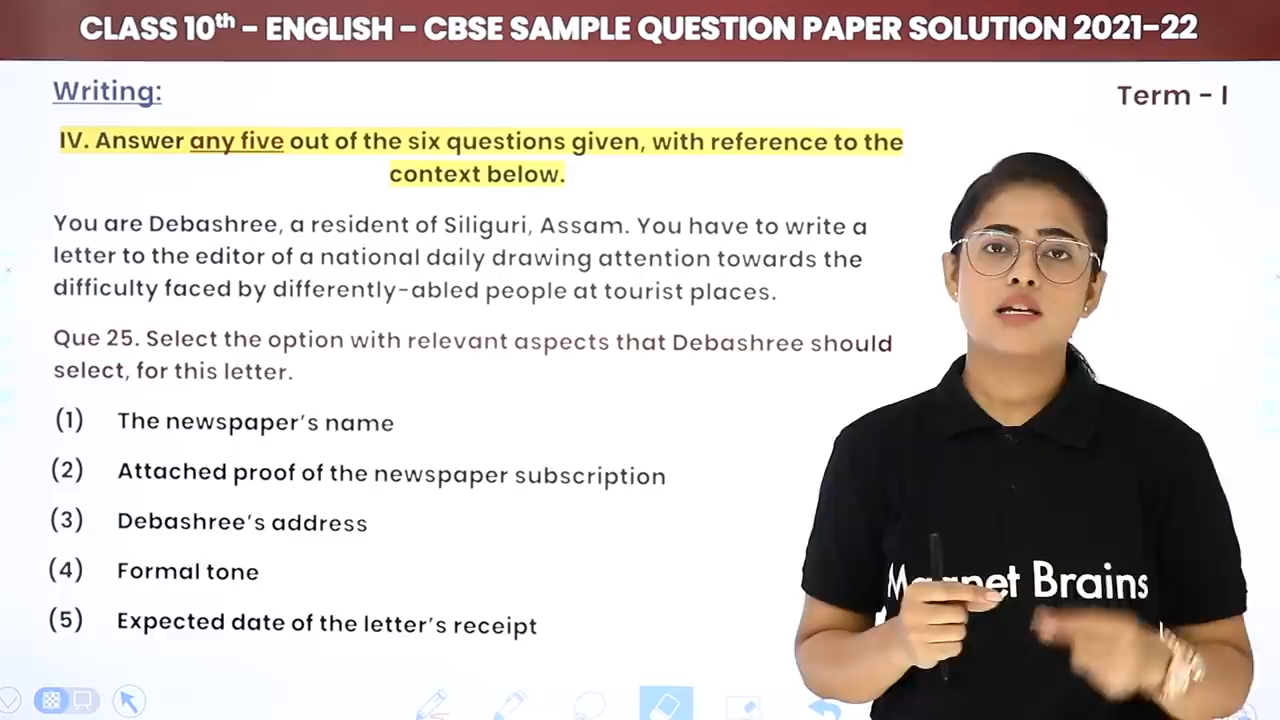 CLASS 10th - ENGLISH - CBSE SAMPLE QUESTION PAPER SOLUTION 2021-22
Writing:
Term - I
IV. Answer any five out of the six questions given, with reference to the
context below.
You are Debashree, a resident of Siliguri, Assam. You have to write a
letter to the editor of a national daily drawing attention towards the
difficulty faced by differently-abled people at tourist places.
Que 25. Select the option with relevant aspects that Debashree should
select, for this letter.
(1) The newspaper's name
(2) Attached proof of the newspaper subscription
(3) Debashree's address
(4) Formal tone
(5) Expected date of the letter's receipt
Magnet Brains